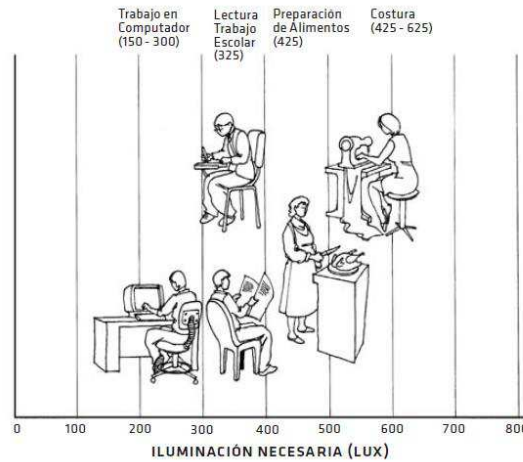 Trabajo en
Computador
(150 - 300)
Lectura
Trabajo
Escolar
(325)
Preparación
de Alimentos
(425)
Costura
(425 - 625)
0 100 200 300 400 500 600 700 800
ILUMINACIÓN NECESARIA (LUX)